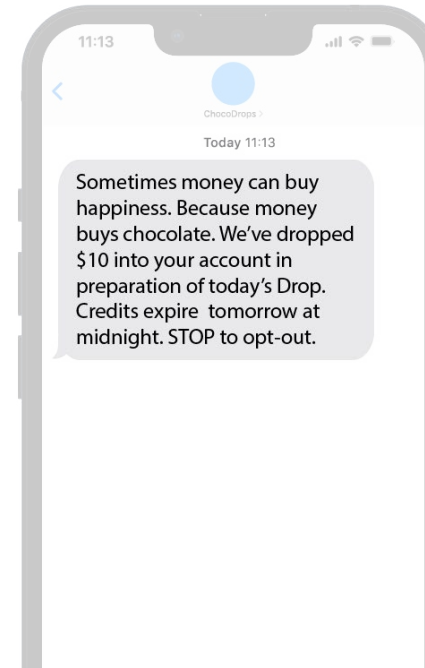 11:13
ChocoDrops
Today 11:13
Sometimes money can buy
happiness. Because money
buys chocolate. We’ve dropped
$10 into your account in
preparation of today’s Drop.
Credits expire  tomorrow at
midnight. STOP to opt-out.